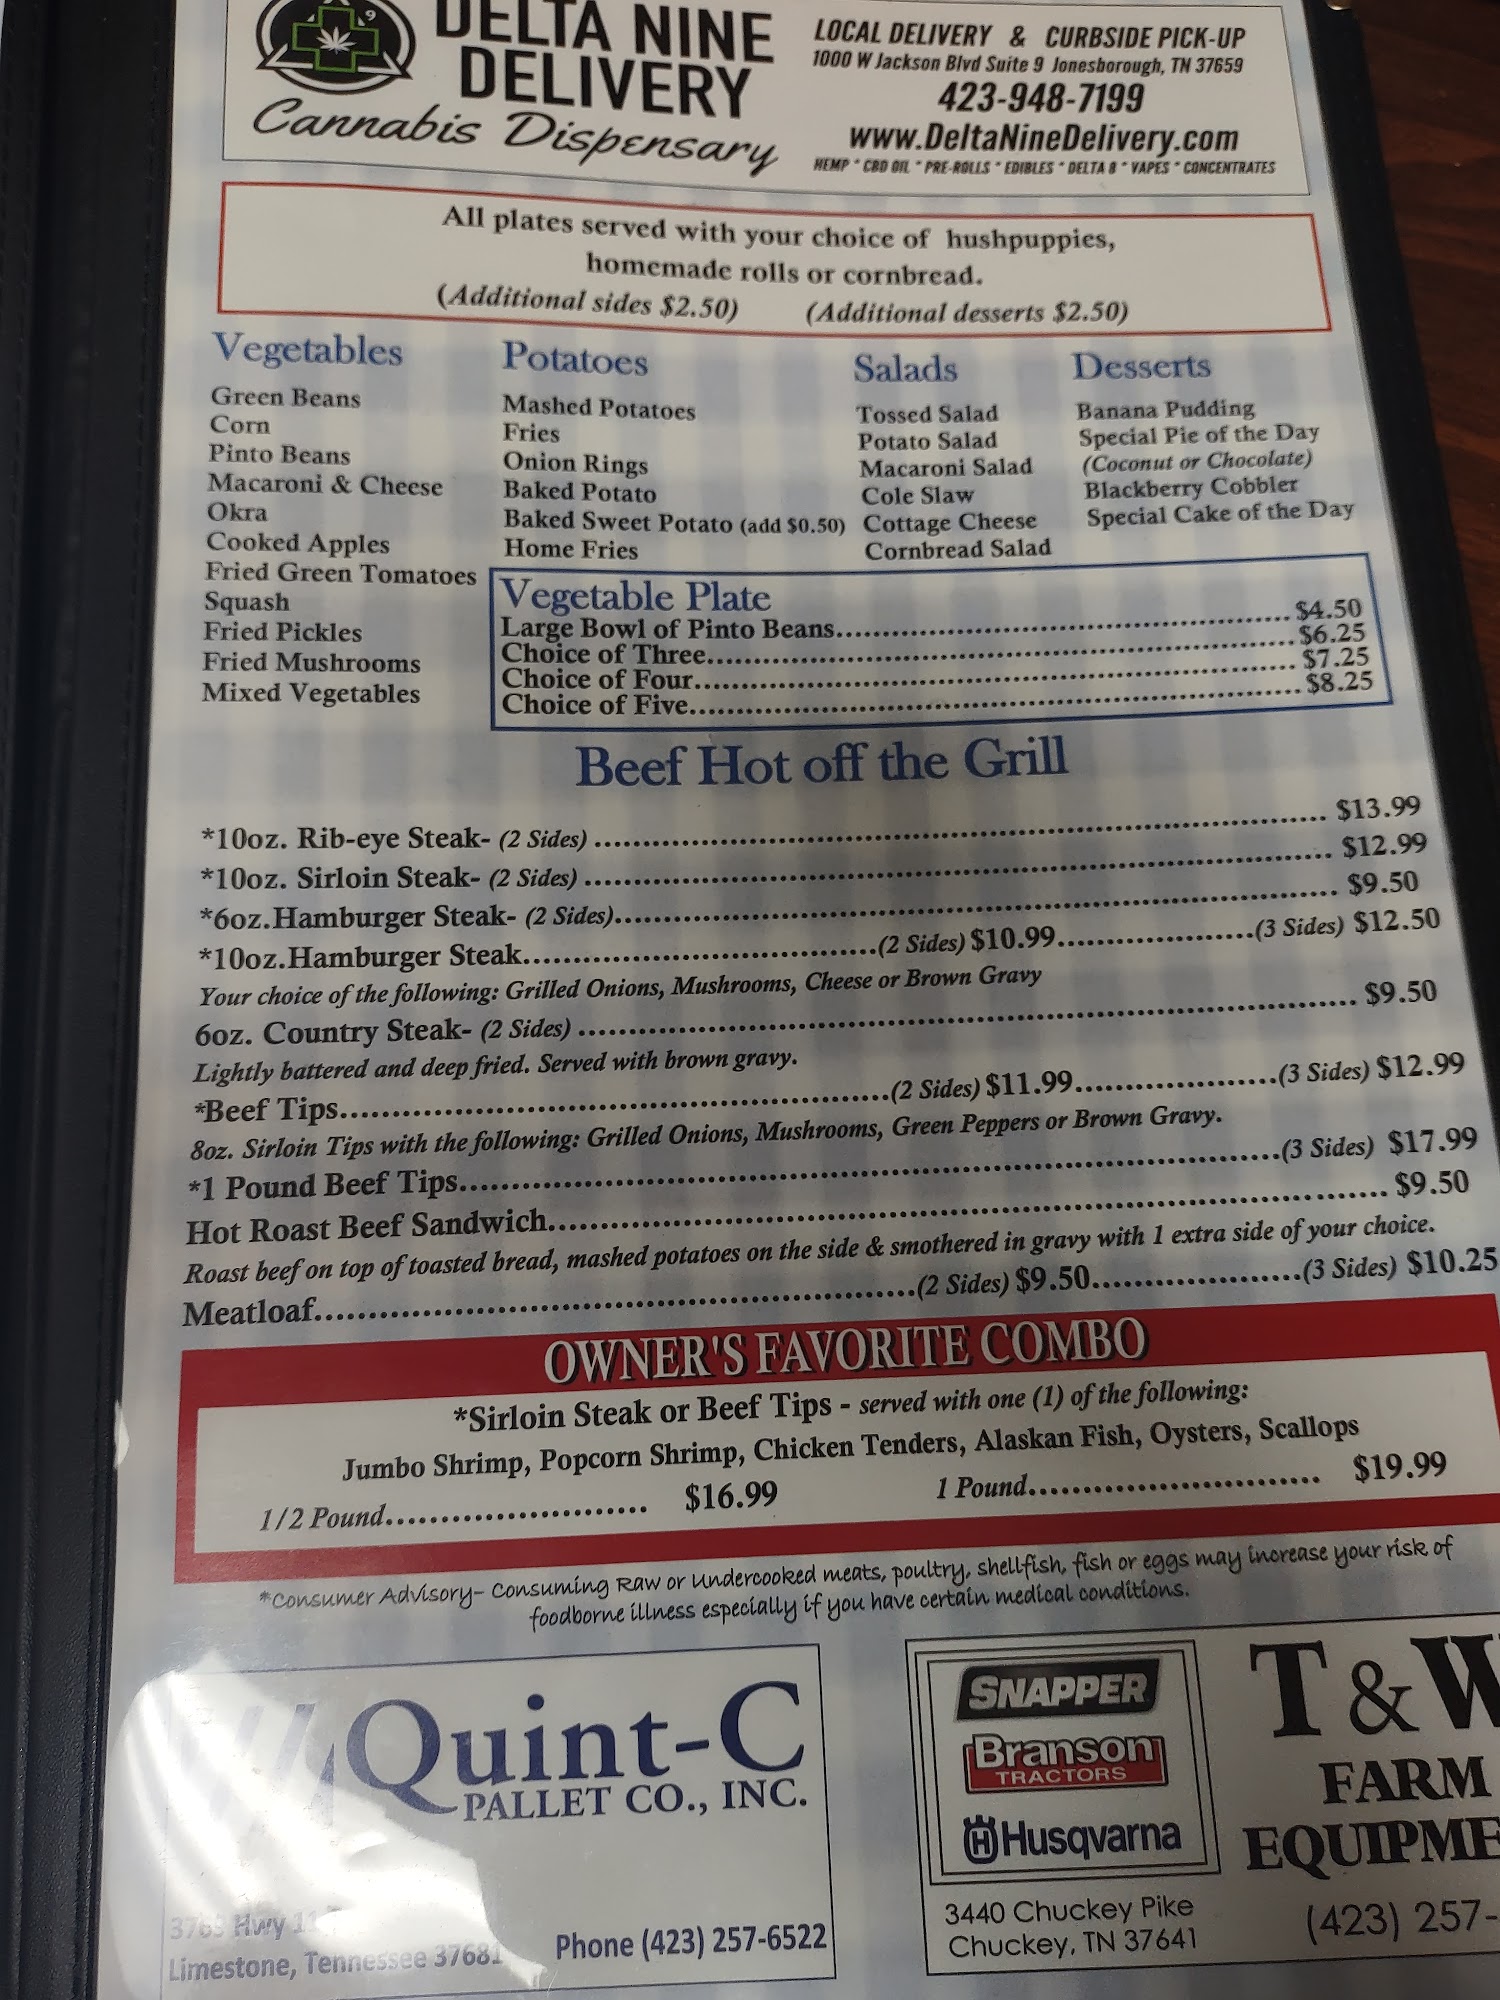 9
DELTA NINE
DELIVERY
Cannabis Dispensary
LOCAL DELIVERY & CURBSIDE PICK-UP
1000 W Jackson Blvd Suite 9 Jonesborough, TN 37659
423-948-7199
www.DeltaNineDelivery.com
HEMP * CBD OIL * PRE-ROLLS * EDIBLES * DELTA 8 * VAPES * CONCENTRATES
All plates served with your choice of hushpuppies,
homemade rolls or cornbread.
(Additional sides $2.50) (Additional desserts $2.50)
Vegetables
Green Beans
Corn
Pinto Beans
Macaroni & Cheese
Okra
Cooked Apples
Fried Green Tomatoes
Squash
Fried Pickles
Fried Mushrooms
Mixed Vegetables
Potatoes
Mashed Potatoes
Fries
Onion Rings
Baked Potato
Baked Sweet Potato (add $0.50)
Home Fries
Salads
Tossed Salad
Potato Salad
Macaroni Salad
Cole Slaw
Cottage Cheese
Cornbread Salad
Desserts
Banana Pudding
Special Pie of the Day
(Coconut or Chocolate)
Blackberry Cobbler
Special Cake of the Day
Vegetable Plate
Large Bowl of Pinto Beans.......... $4.50
Choice of Three.......... $6.25
Choice of Four.......... $7.25
Choice of Five.......... $8.25
Beef Hot off the Grill
*10oz. Rib-eye Steak- (2 Sides) .......... $13.99
*10oz. Sirloin Steak- (2 Sides) .......... $12.99
*6oz.Hamburger Steak- (2 Sides).......... $9.50
*10oz.Hamburger Steak..........(2 Sides) $10.99..........(3 Sides) $12.50
Your choice of the following: Grilled Onions, Mushrooms, Cheese or Brown Gravy
6oz. Country Steak- (2 Sides) .......... $9.50
Lightly battered and deep fried. Served with brown gravy.
*Beef Tips..........(2 Sides) $11.99..........(3 Sides) $12.99
8oz. Sirloin Tips with the following: Grilled Onions, Mushrooms, Green Peppers or Brown Gravy.
*1 Pound Beef Tips..........(3 Sides) $17.99
Hot Roast Beef Sandwich.......... $9.50
Roast beef on top of toasted bread, mashed potatoes on the side & smothered in gravy with 1 extra side of your choice.
Meatloaf..........(2 Sides) $9.50..........(3 Sides) $10.25
OWNER'S FAVORITE COMBO
*Sirloin Steak or Beef Tips - served with one (1) of the following:
Jumbo Shrimp, Popcorn Shrimp, Chicken Tenders, Alaskan Fish, Oysters, Scallops
1/2 Pound.......... $16.99 1 Pound.......... $19.99
*Consumer Advisory- Consuming Raw or Undercooked meats, poultry, shellfish, fish or eggs may increase your risk of
foodborne illness especially if you have certain medical conditions.
Quint-C
PALLET CO., INC.
3763 Hwy 11
Limestone, Tennessee 37681
Phone (423) 257-6522
SNAPPER
Branson
TRACTORS
H Husqvarna
3440 Chuckey Pike
Chuckey, TN 37641
T & W
FARM
EQUIPME
(423) 257-